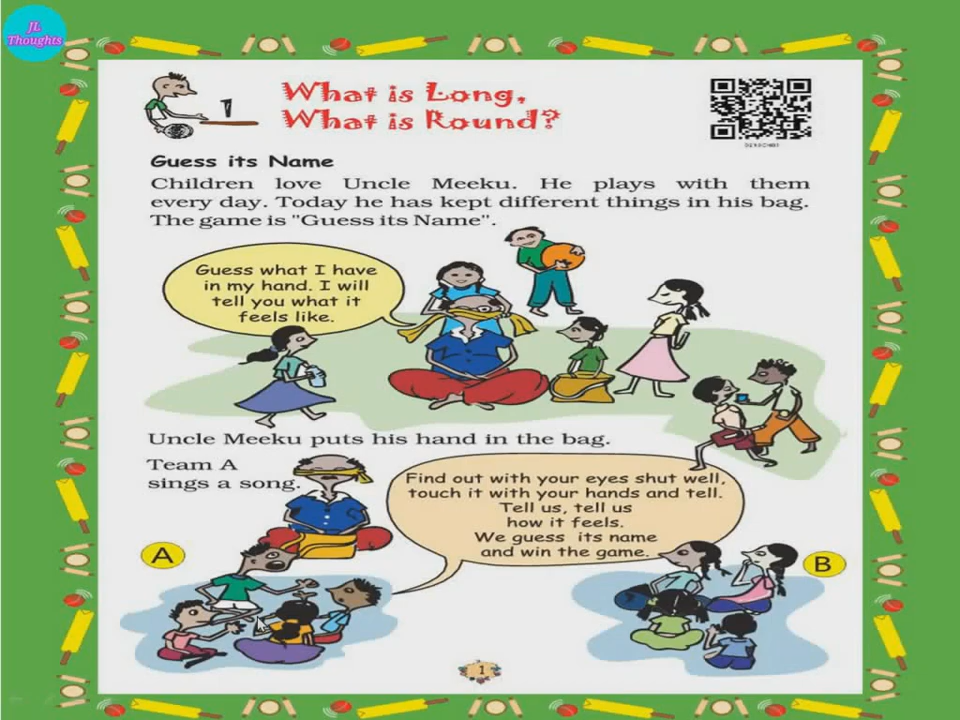 JL
Thoughts
1
What is Long,
What is Round?
Guess its Name
Children love Uncle Meeku. He plays with them
every day. Today he has kept different things in his bag.
The game is "Guess its Name".
Guess what I have
in my hand. I will
tell you what it
feels like.
Uncle Meeku puts his hand in the bag.
Team A
sings a song.
Find out with your eyes shut well,
touch it with your hands and tell.
Tell us, tell us
how it feels.
We guess its name
and win the game.
A
B
1